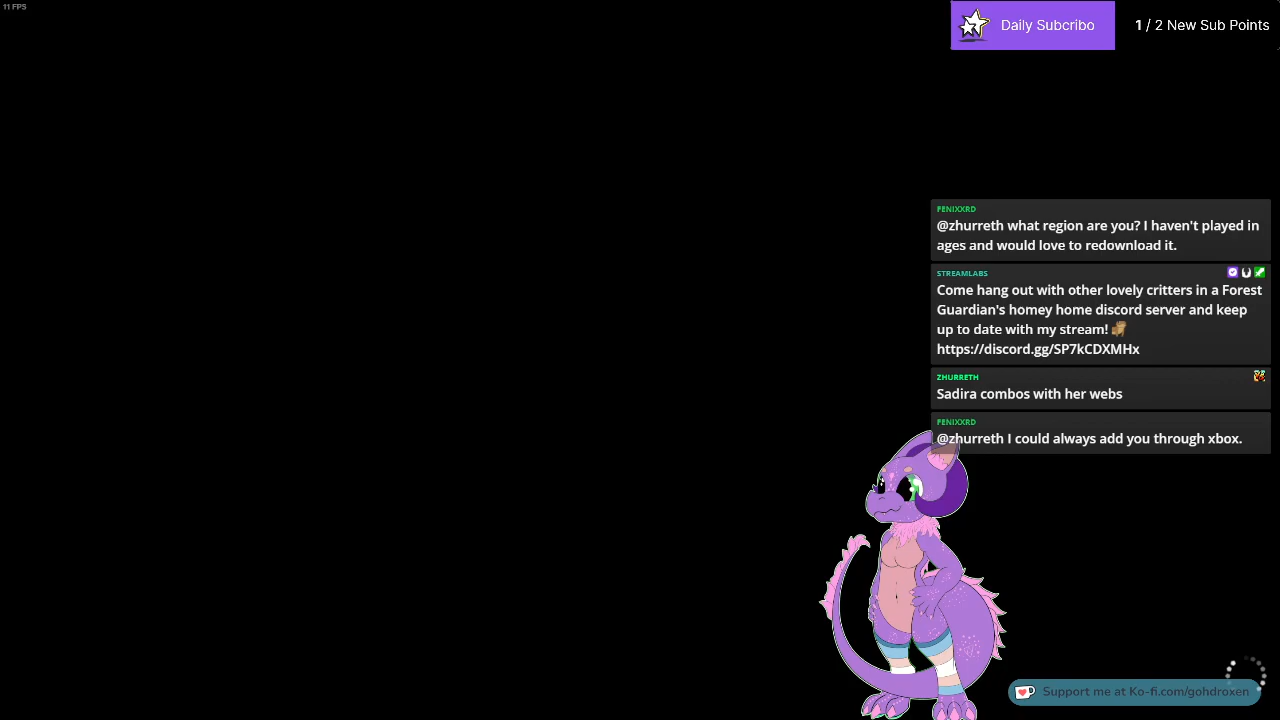 11 FPS
Daily Subcribo
1 / 2 New Sub Points
FENIXXRD
@zhurreth what region are you? I haven't played in
ages and would love to redownload it.
STREAMLABS
Come hang out with other lovely critters in a Forest
Guardian's homey home discord server and keep
up to date with my stream!
https://discord.gg/SP7kCDXMHx
ZHURRETH
Sadira combos with her webs
FENIXXRD
@zhurreth I could always add you through xbox.
Support me at Ko-fi.com/gohdroxen